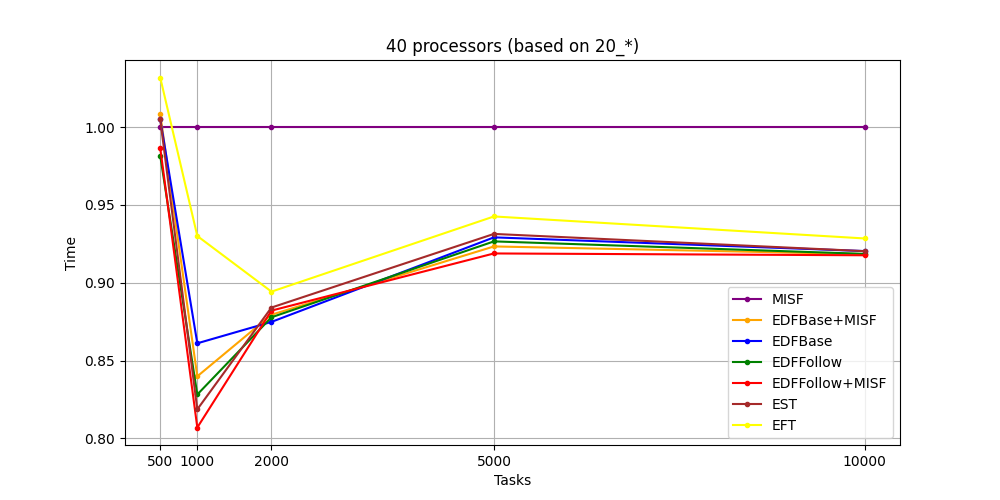 40 processors (based on 20_*)
Time
1.00
0.95
0.90
0.85
0.80
MISF
EDFBase+MISF
EDFBase
EDFFollow
EDFFollow+MISF
EST
EFT
500 1000 2000 5000 10000
Tasks